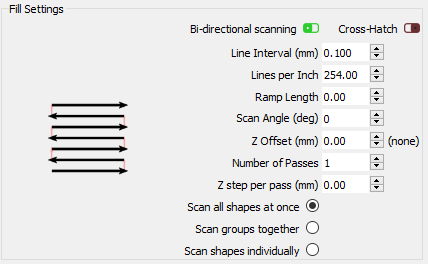 Fill Settings
Bi-directional scanning Cross-Hatch
Line Interval (mm) 0.100
Lines per Inch 254.00
Ramp Length 0.00
Scan Angle (deg) 0
Z Offset (mm) 0.00 (none)
Number of Passes 1
Z step per pass (mm) 0.00
Scan all shapes at once
Scan groups together
Scan shapes individually